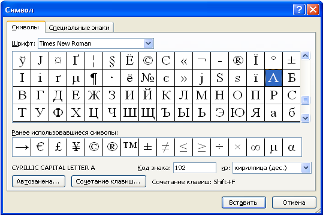 Символ
Символы Специальные знаки
Шрифт: Times New Roman
ў Ј ¤ Ґ ¦ § Ё © Є « ¬ - ® Ї ° ±
І і ґ µ ¶ · ё № є » ј Ѕ ѕ ї А Б
В Г Д Е Ж З И Й К Л М Н О П Р С
Т У Ф Х Ц Ч Ш Щ Ъ Ы Ь Э Ю Я а б
Ранее использовавшиеся символы:
→ € £ ¥ © ® ™ ± ≠ ≤ ≥ ÷ × ∞ µ α
CYRILLIC CAPITAL LETTER A Код знака: 192 из: кириллица (дес.)
Автозамена... Сочетание клавиш... Сочетание клавиш: Shift+F
Вставить Отмена